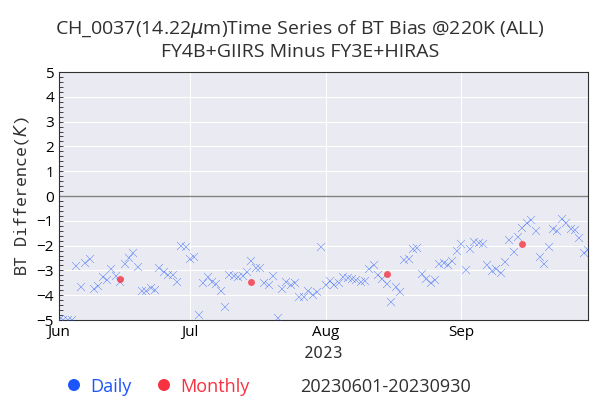 CH_0037(14.22μm)Time Series of BT Bias @220K (ALL)
FY4B+GIIRS Minus FY3E+HIRAS
BT Difference(K)
5
4
3
2
1
0
−1
−2
−3
−4
−5
Jun Jul Aug Sep
2023
Daily Monthly 20230601-20230930